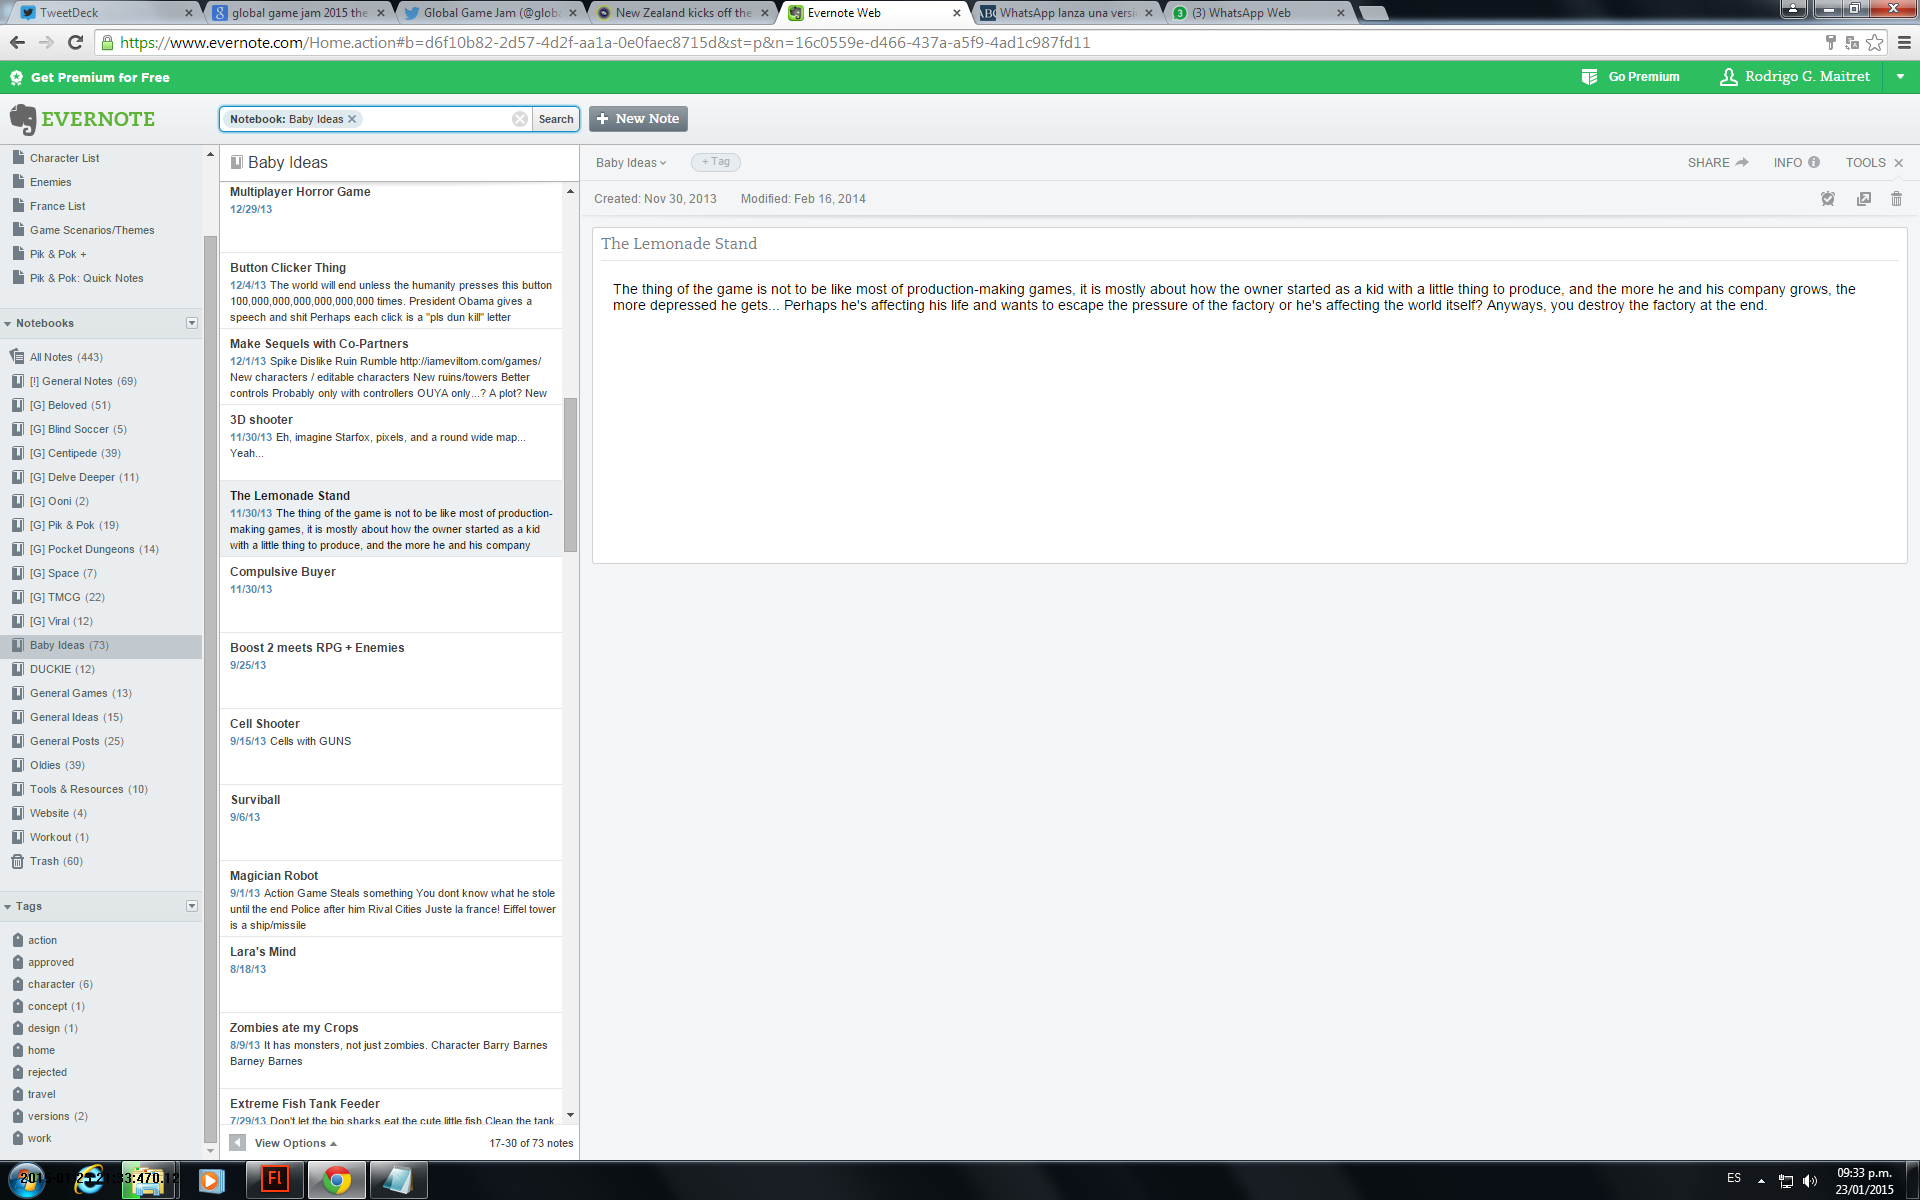 TweetDeck
global game jam 2015 the
Global Game Jam (@globa
New Zealand kicks off the
Evernote Web
WhatsApp lanza una versi
(3) WhatsApp Web
https://www.evernote.com/Home.action#b=d6f10b82-2d57-4d2f-aa1a-0e0faec8715d&st=p&n=16c0559e-d466-437a-a5f9-4ad1c987fd11
Get Premium for Free
Go Premium
Rodrigo G. Maitret
EVERNOTE
Notebook: Baby Ideas
Search
+ New Note
Character List
Enemies
France List
Game Scenarios/Themes
Pik & Pok +
Pik & Pok: Quick Notes
Notebooks
All Notes (443)
[!] General Notes (69)
[G] Beloved (51)
[G] Blind Soccer (5)
[G] Centipede (39)
[G] Delve Deeper (11)
[G] Ooni (2)
[G] Pik & Pok (19)
[G] Pocket Dungeons (14)
[G] Space (7)
[G] TMCG (22)
[G] Viral (12)
Baby Ideas (73)
DUCKIE (12)
General Games (13)
General Ideas (15)
General Posts (25)
Oldies (39)
Tools & Resources (10)
Website (4)
Workout (1)
Trash (60)
Tags
action
approved
character (6)
concept (1)
design (1)
home
rejected
travel
versions (2)
work
Baby Ideas
Multiplayer Horror Game
12/29/13
Button Clicker Thing
12/4/13 The world will end unless the humanity presses this button
100,000,000,000,000,000,000 times. President Obama gives a
speech and shit Perhaps each click is a "pls dun kill" letter
Make Sequels with Co-Partners
12/1/13 Spike Dislike Ruin Rumble http://iameviltom.com/games/
New characters / editable characters New ruins/towers Better
controls Probably only with controllers OUYA only...? A plot? New
3D shooter
11/30/13 Eh, imagine Starfox, pixels, and a round wide map...
Yeah...
The Lemonade Stand
11/30/13 The thing of the game is not to be like most of production-
making games, it is mostly about how the owner started as a kid
with a little thing to produce, and the more he and his company
Compulsive Buyer
11/30/13
Boost 2 meets RPG + Enemies
9/25/13
Cell Shooter
9/15/13 Cells with GUNS
Surviball
9/6/13
Magician Robot
9/1/13 Action Game Steals something You dont know what he stole
until the end Police after him Rival Cities Juste la france! Eiffel tower
is a ship/missile
Lara's Mind
8/18/13
Zombies ate my Crops
8/9/13 It has monsters, not just zombies. Character Barry Barnes
Barney Barnes
Extreme Fish Tank Feeder
7/29/13 Don't let the big sharks eat the cute little fish Clean the tank
View Options
17-30 of 73 notes
Baby Ideas
+ Tag
SHARE
INFO
TOOLS
Created: Nov 30, 2013
Modified: Feb 16, 2014
The Lemonade Stand
The thing of the game is not to be like most of production-making games, it is mostly about how the owner started as a kid with a little thing to produce, and the more he and his company grows, the
more depressed he gets... Perhaps he's affecting his life and wants to escape the pressure of the factory or he's affecting the world itself? Anyways, you destroy the factory at the end.
Fl
ES
09:33 p.m.
23/01/2015